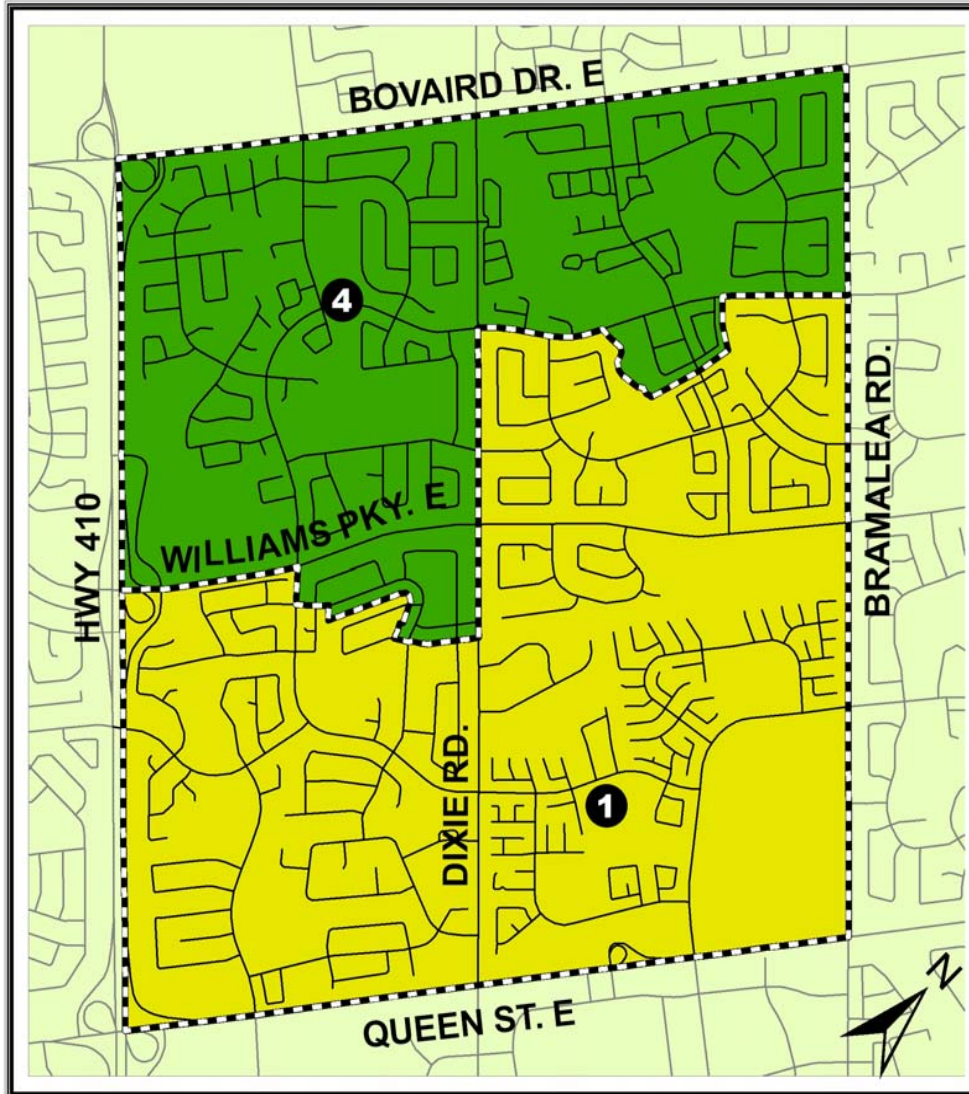 BOVAIRD DR. E
4
BRAMALEA RD.
WILLIAMS PKY. E
HWY 410
DIXIE RD.
1
N
QUEEN ST. E